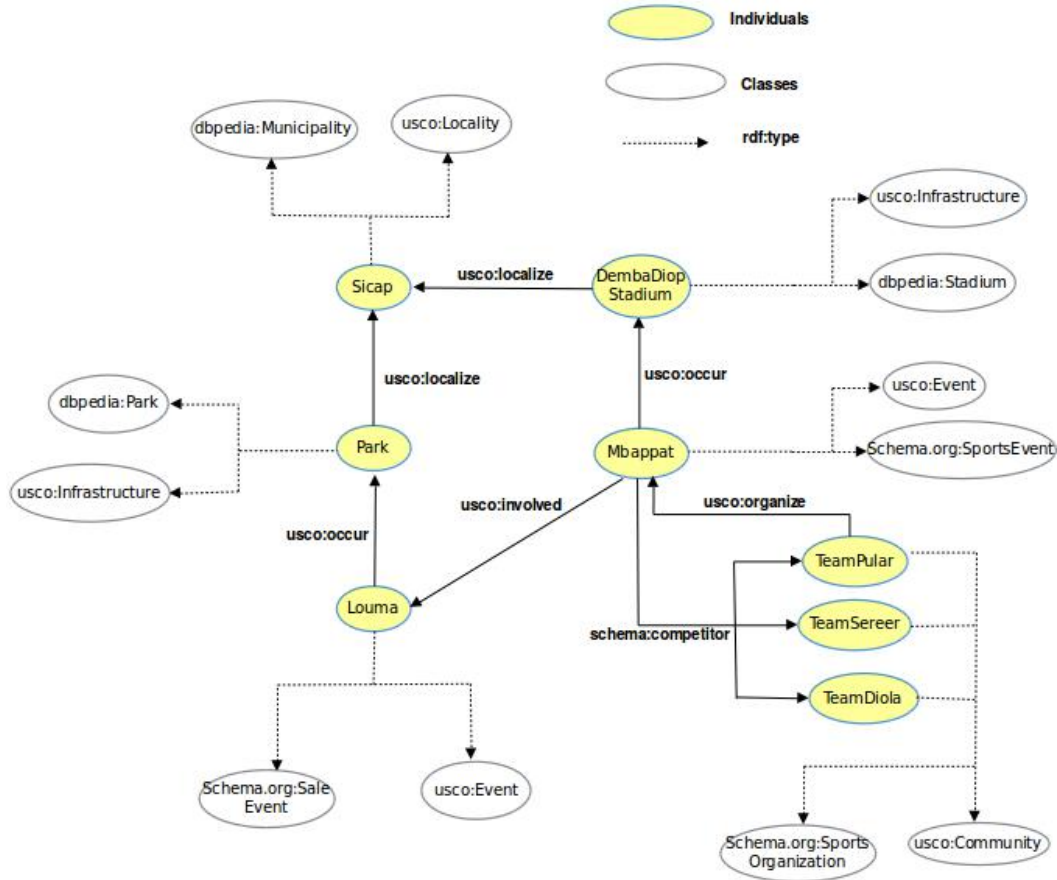 Individuals
Classes
rdf:type
dbpedia:Municipality
usco:Locality
usco:Infrastructure
dbpedia:Stadium
Sicap
usco:localize
DembaDiop
Stadium
usco:localize
usco:occur
usco:Event
Schema.org:SportsEvent
dbpedia:Park
usco:Infrastructure
Park
Mbappat
usco:involved
usco:organize
usco:occur
TeamPular
Louma
TeamSereer
schema:competitor
TeamDiola
Schema.org:Sale
Event
usco:Event
Schema.org:Sports
Organization
usco:Community